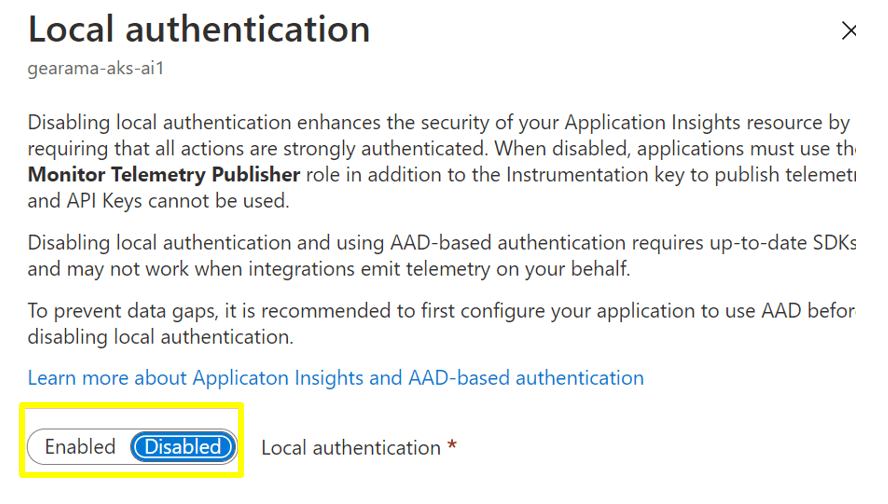 Local authentication
gearama-aks-ai1
Disabling local authentication enhances the security of your Application Insights resource by
requiring that all actions are strongly authenticated. When disabled, applications must use the
Monitor Telemetry Publisher role in addition to the Instrumentation key to publish telemetr
and API Keys cannot be used.
Disabling local authentication and using AAD-based authentication requires up-to-date SDKs
and may not work when integrations emit telemetry on your behalf.
To prevent data gaps, it is recommended to first configure your application to use AAD befor
disabling local authentication.
Learn more about Applicaton Insights and AAD-based authentication
Enabled Disabled Local authentication *